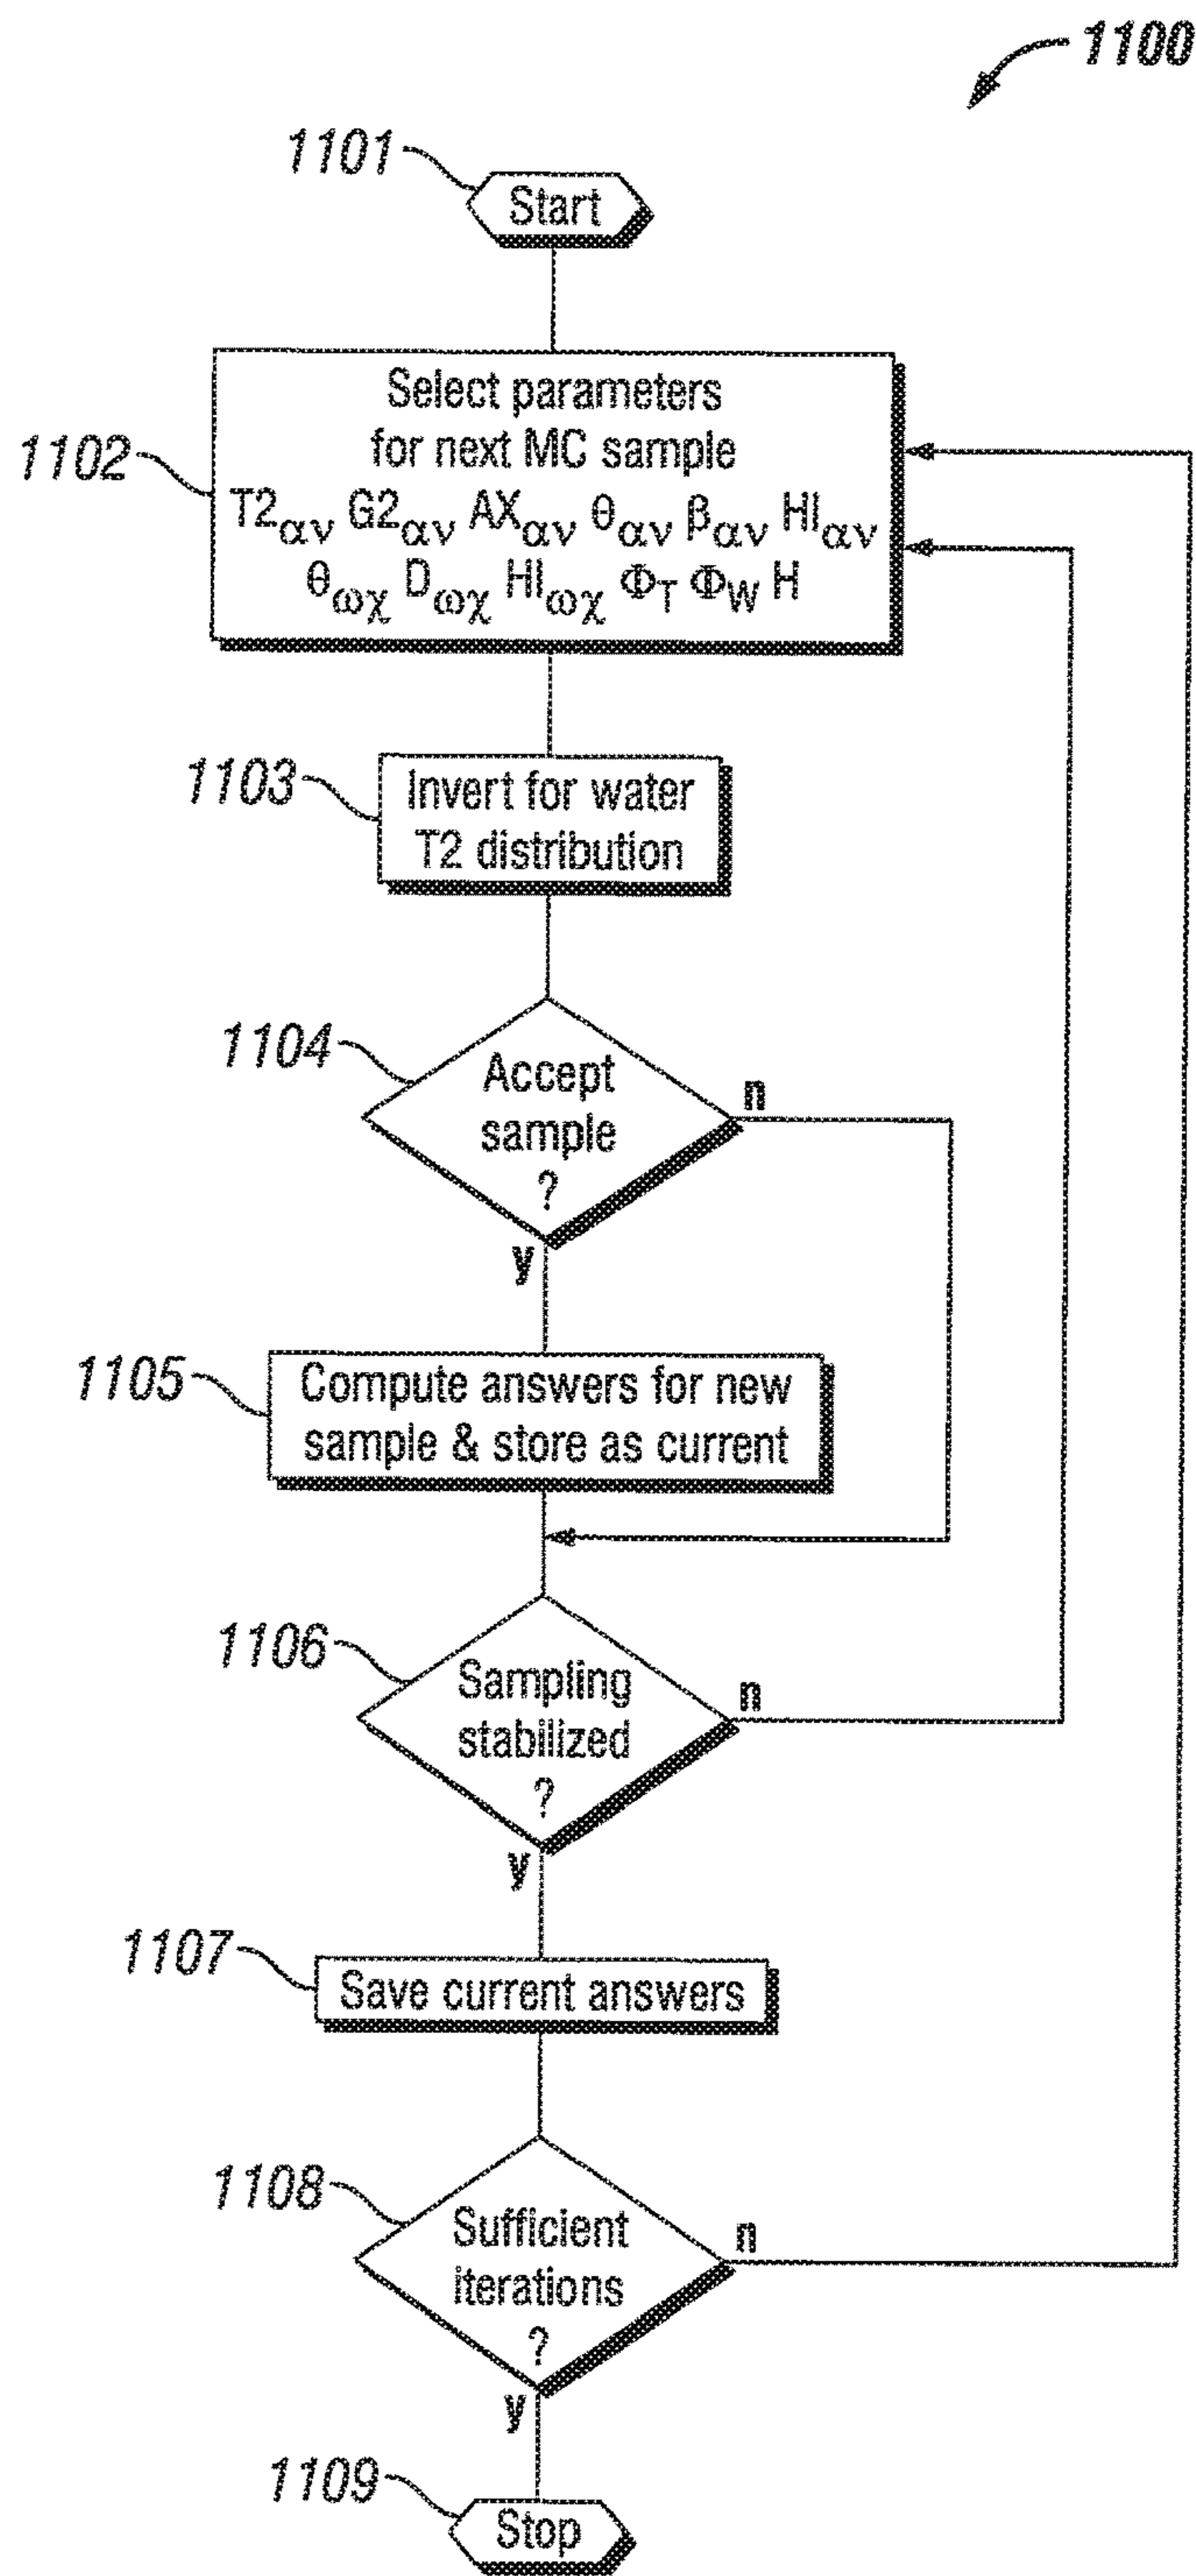 1100
1101
Start
1102
Select parameters
for next MC sample
T2αν G2αν AXαν θαν βαν HIαν
θωχ Dωχ HIωχ ΦT ΦW H
1103
Invert for water
T2 distribution
1104
Accept
sample
?
n
y
1105
Compute answers for new
sample & store as current
1106
Sampling
stabilized
?
n
y
1107
Save current answers
1108
Sufficient
iterations
?
n
y
1109
Stop